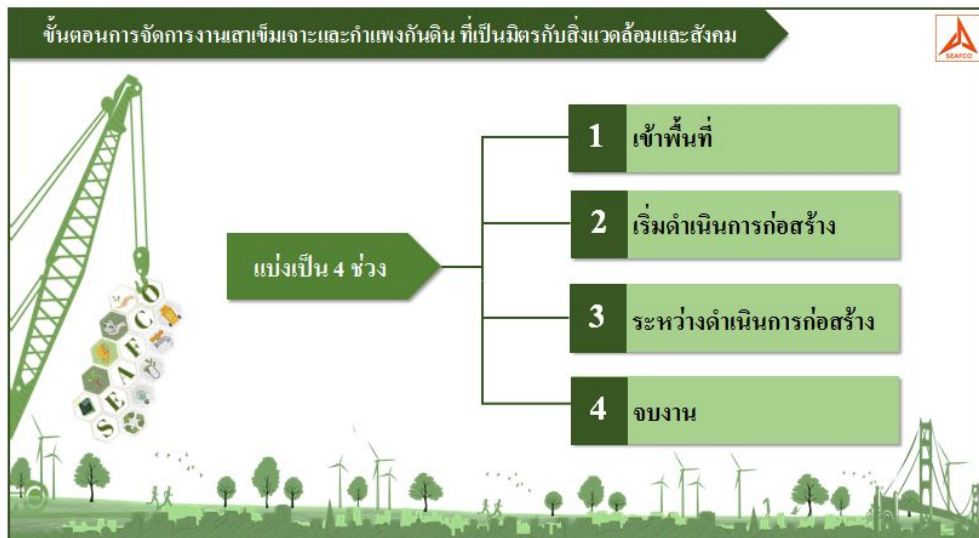 ขั้นตอนการจัดการงานเสาเข็มเจาะและกำแพงกันดิน ที่เป็นมิตรกับสิ่งแวดล้อมและสังคม
SEAFCO
แบ่งเป็น 4 ช่วง
1 เข้าพื้นที่
2 เริ่มดำเนินการก่อสร้าง
3 ระหว่างดำเนินการก่อสร้าง
4 จบงาน
SEAFCO